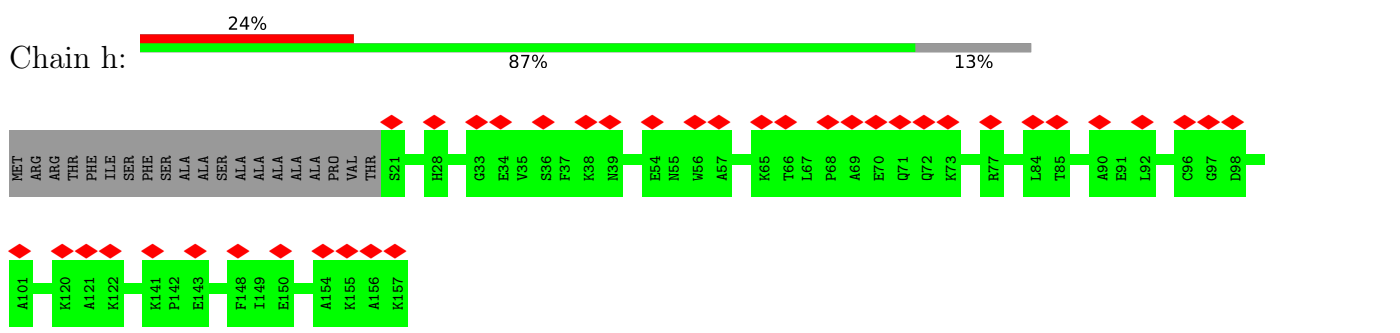 24%
Chain h:
87%
13%
MET ARG ARG THR PHE ILE SER PHE SER ALA ALA SER ALA ALA ALA ALA ALA PRO VAL THR S21 H28 G33 E34 V35 S36 F37 K38 N39 E54 N55 W56 A57 K65 T66 L67 P68 A69 E70 Q71 Q72 K73 R77 L84 T85 A90 E91 L92 C96 G97 D98
A101 K120 A121 K122 K141 P142 E143 F148 I149 E150 A154 K155 A156 K157